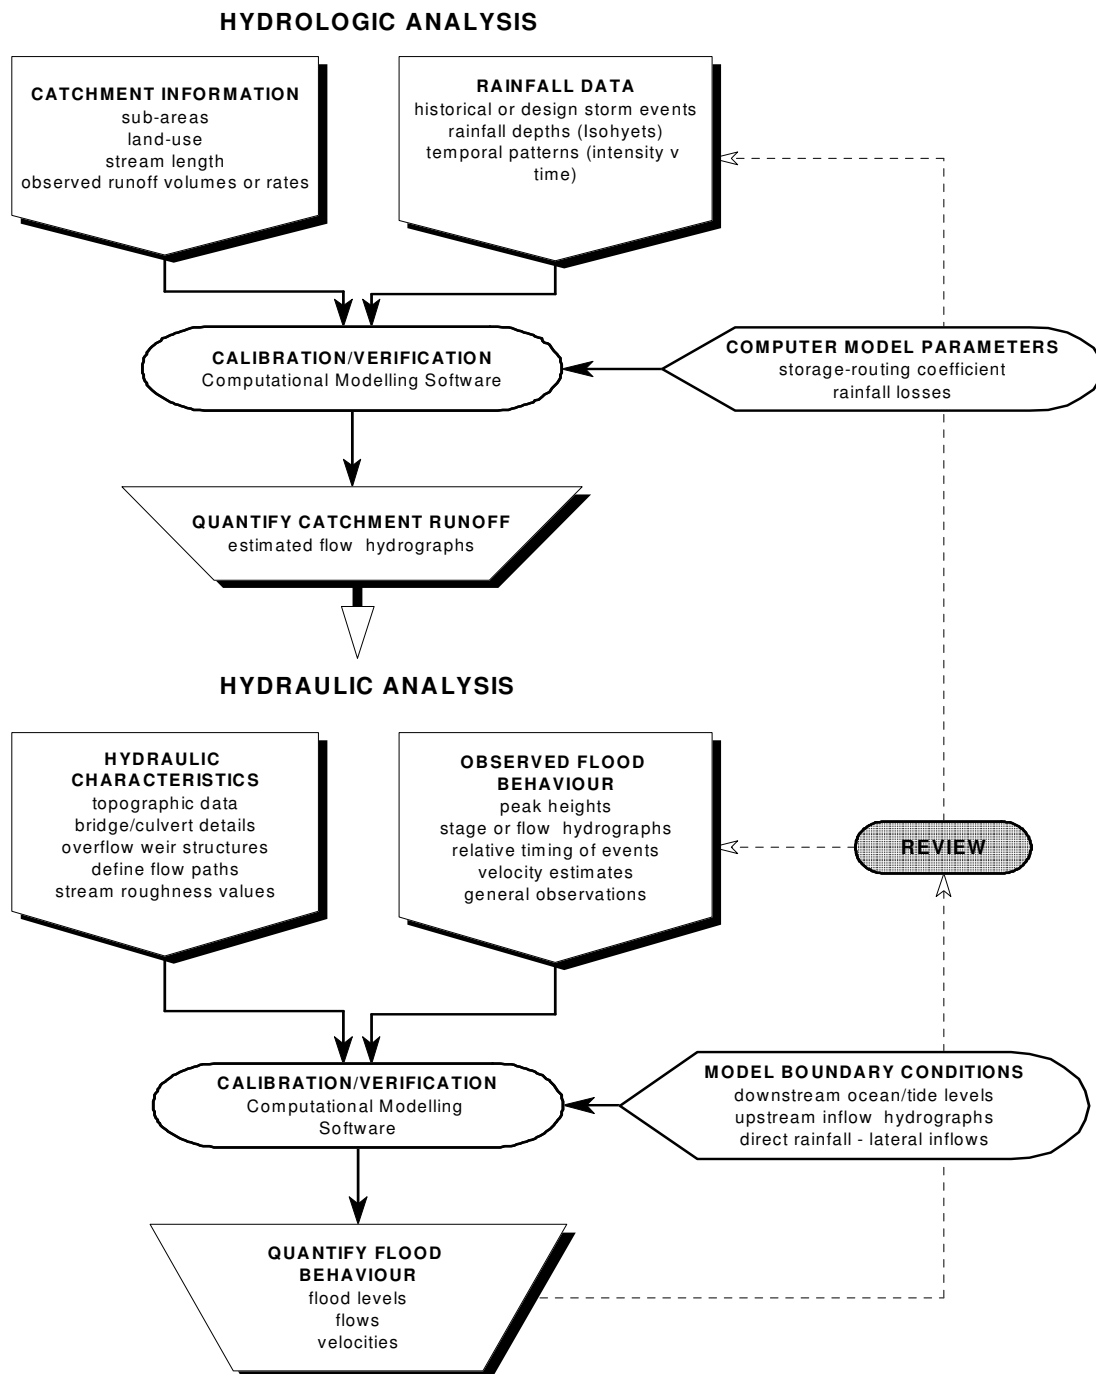 HYDROLOGIC ANALYSIS
CATCHMENT INFORMATION
sub-areas
land-use
stream length
observed runoff volumes or rates
RAINFALL DATA
historical or design storm events
rainfall depths (Isohyets)
temporal patterns (intensity v
time)
CALIBRATION/VERIFICATION
Computational Modelling Software
COMPUTER MODEL PARAMETERS
storage-routing coefficient
rainfall losses
QUANTIFY CATCHMENT RUNOFF
estimated flow hydrographs
HYDRAULIC ANALYSIS
HYDRAULIC
CHARACTERISTICS
topographic data
bridge/culvert details
overflow weir structures
define flow paths
stream roughness values
OBSERVED FLOOD
BEHAVIOUR
peak heights
stage or flow hydrographs
relative timing of events
velocity estimates
general observations
REVIEW
CALIBRATION/VERIFICATION
Computational Modelling
Software
MODEL BOUNDARY CONDITIONS
downstream ocean/tide levels
upstream inflow hydrographs
direct rainfall - lateral inflows
QUANTIFY FLOOD
BEHAVIOUR
flood levels
flows
velocities